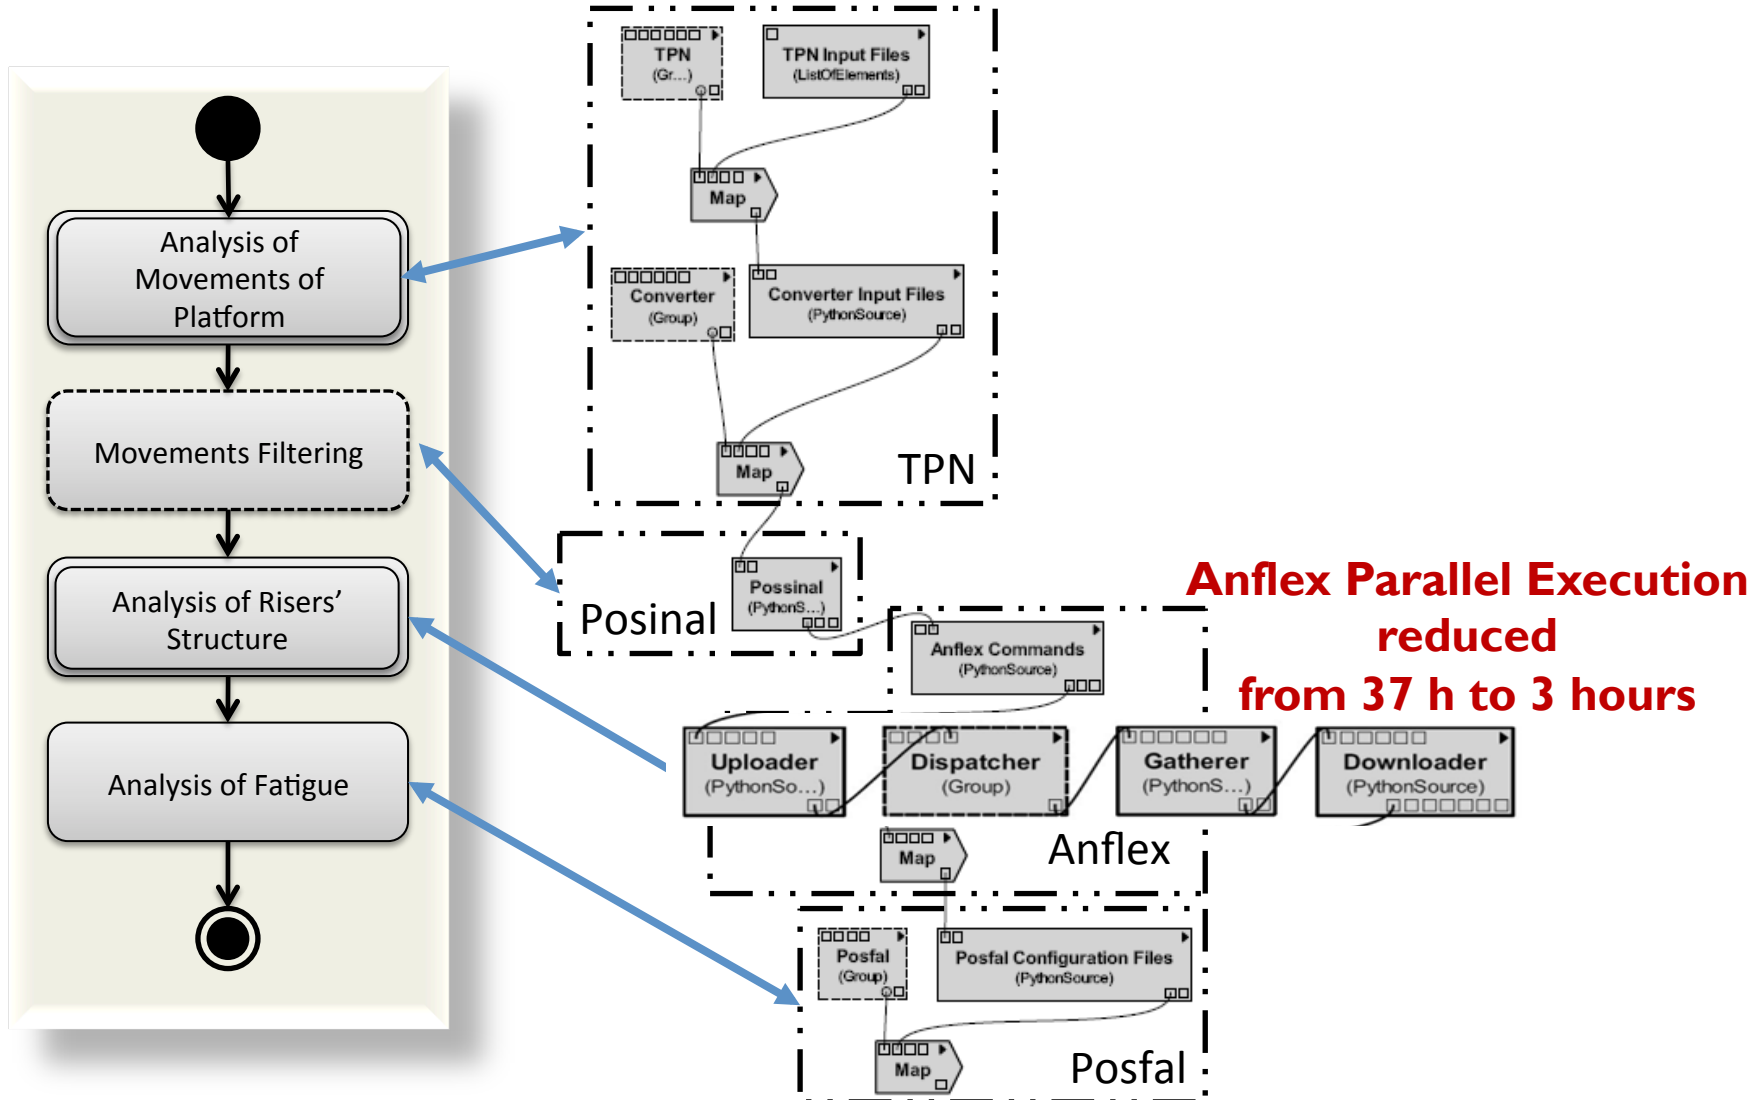 Analysis of
Movements of
Platform
Movements Filtering
Analysis of Risers’
Structure
Analysis of Fatigue
TPN
(Gr...)
TPN Input Files
(ListOfElements)
Map
Converter
(Group)
Converter Input Files
(PythonSource)
Map
TPN
Possinal
(PythonS...)
Posinal
Anflex Commands
(PythonSource)
Anflex Parallel Execution
reduced
from 37 h to 3 hours
Uploader
(PythonSo...)
Dispatcher
(Group)
Gatherer
(PythonS...)
Downloader
(PythonSource)
Map
Anflex
Posfal
(Group)
Posfal Configuration Files
(PythonSource)
Map
Posfal